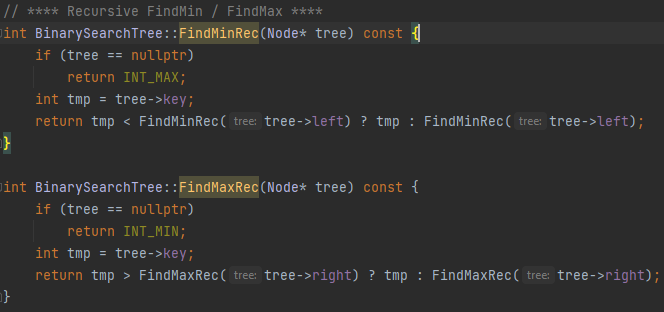 // **** Recursive FindMin / FindMax ****
int BinarySearchTree::FindMinRec(Node* tree) const {
    if (tree == nullptr)
        return INT_MAX;
    int tmp = tree->key;
    return tmp < FindMinRec( tree: tree->left) ? tmp : FindMinRec( tree: tree->left);
}

int BinarySearchTree::FindMaxRec(Node* tree) const {
    if (tree == nullptr)
        return INT_MIN;
    int tmp = tree->key;
    return tmp > FindMaxRec( tree: tree->right) ? tmp : FindMaxRec( tree: tree->right);
}